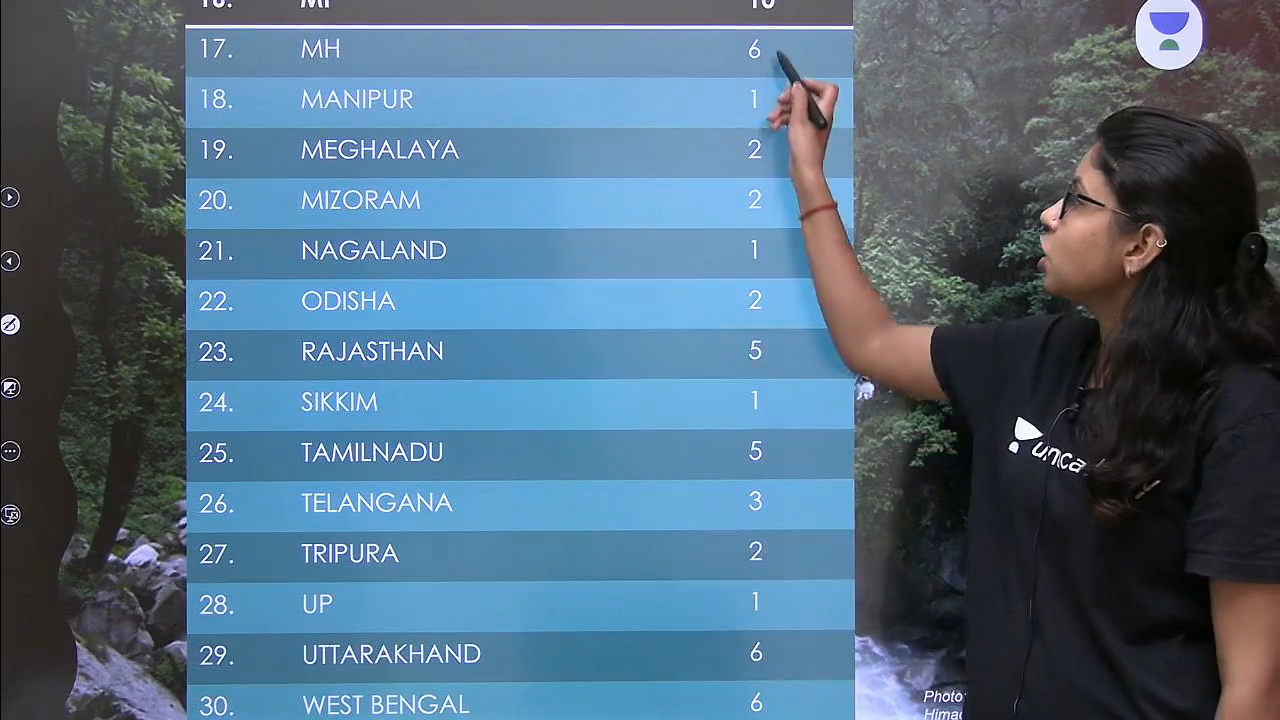 17. MH 6
18. MANIPUR 1
19. MEGHALAYA 2
20. MIZORAM 2
21. NAGALAND 1
22. ODISHA 2
23. RAJASTHAN 5
24. SIKKIM 1
25. TAMILNADU 5
26. TELANGANA 3
27. TRIPURA 2
28. UP 1
29. UTTARAKHAND 6
30. WEST BENGAL 6
Photo
Himac